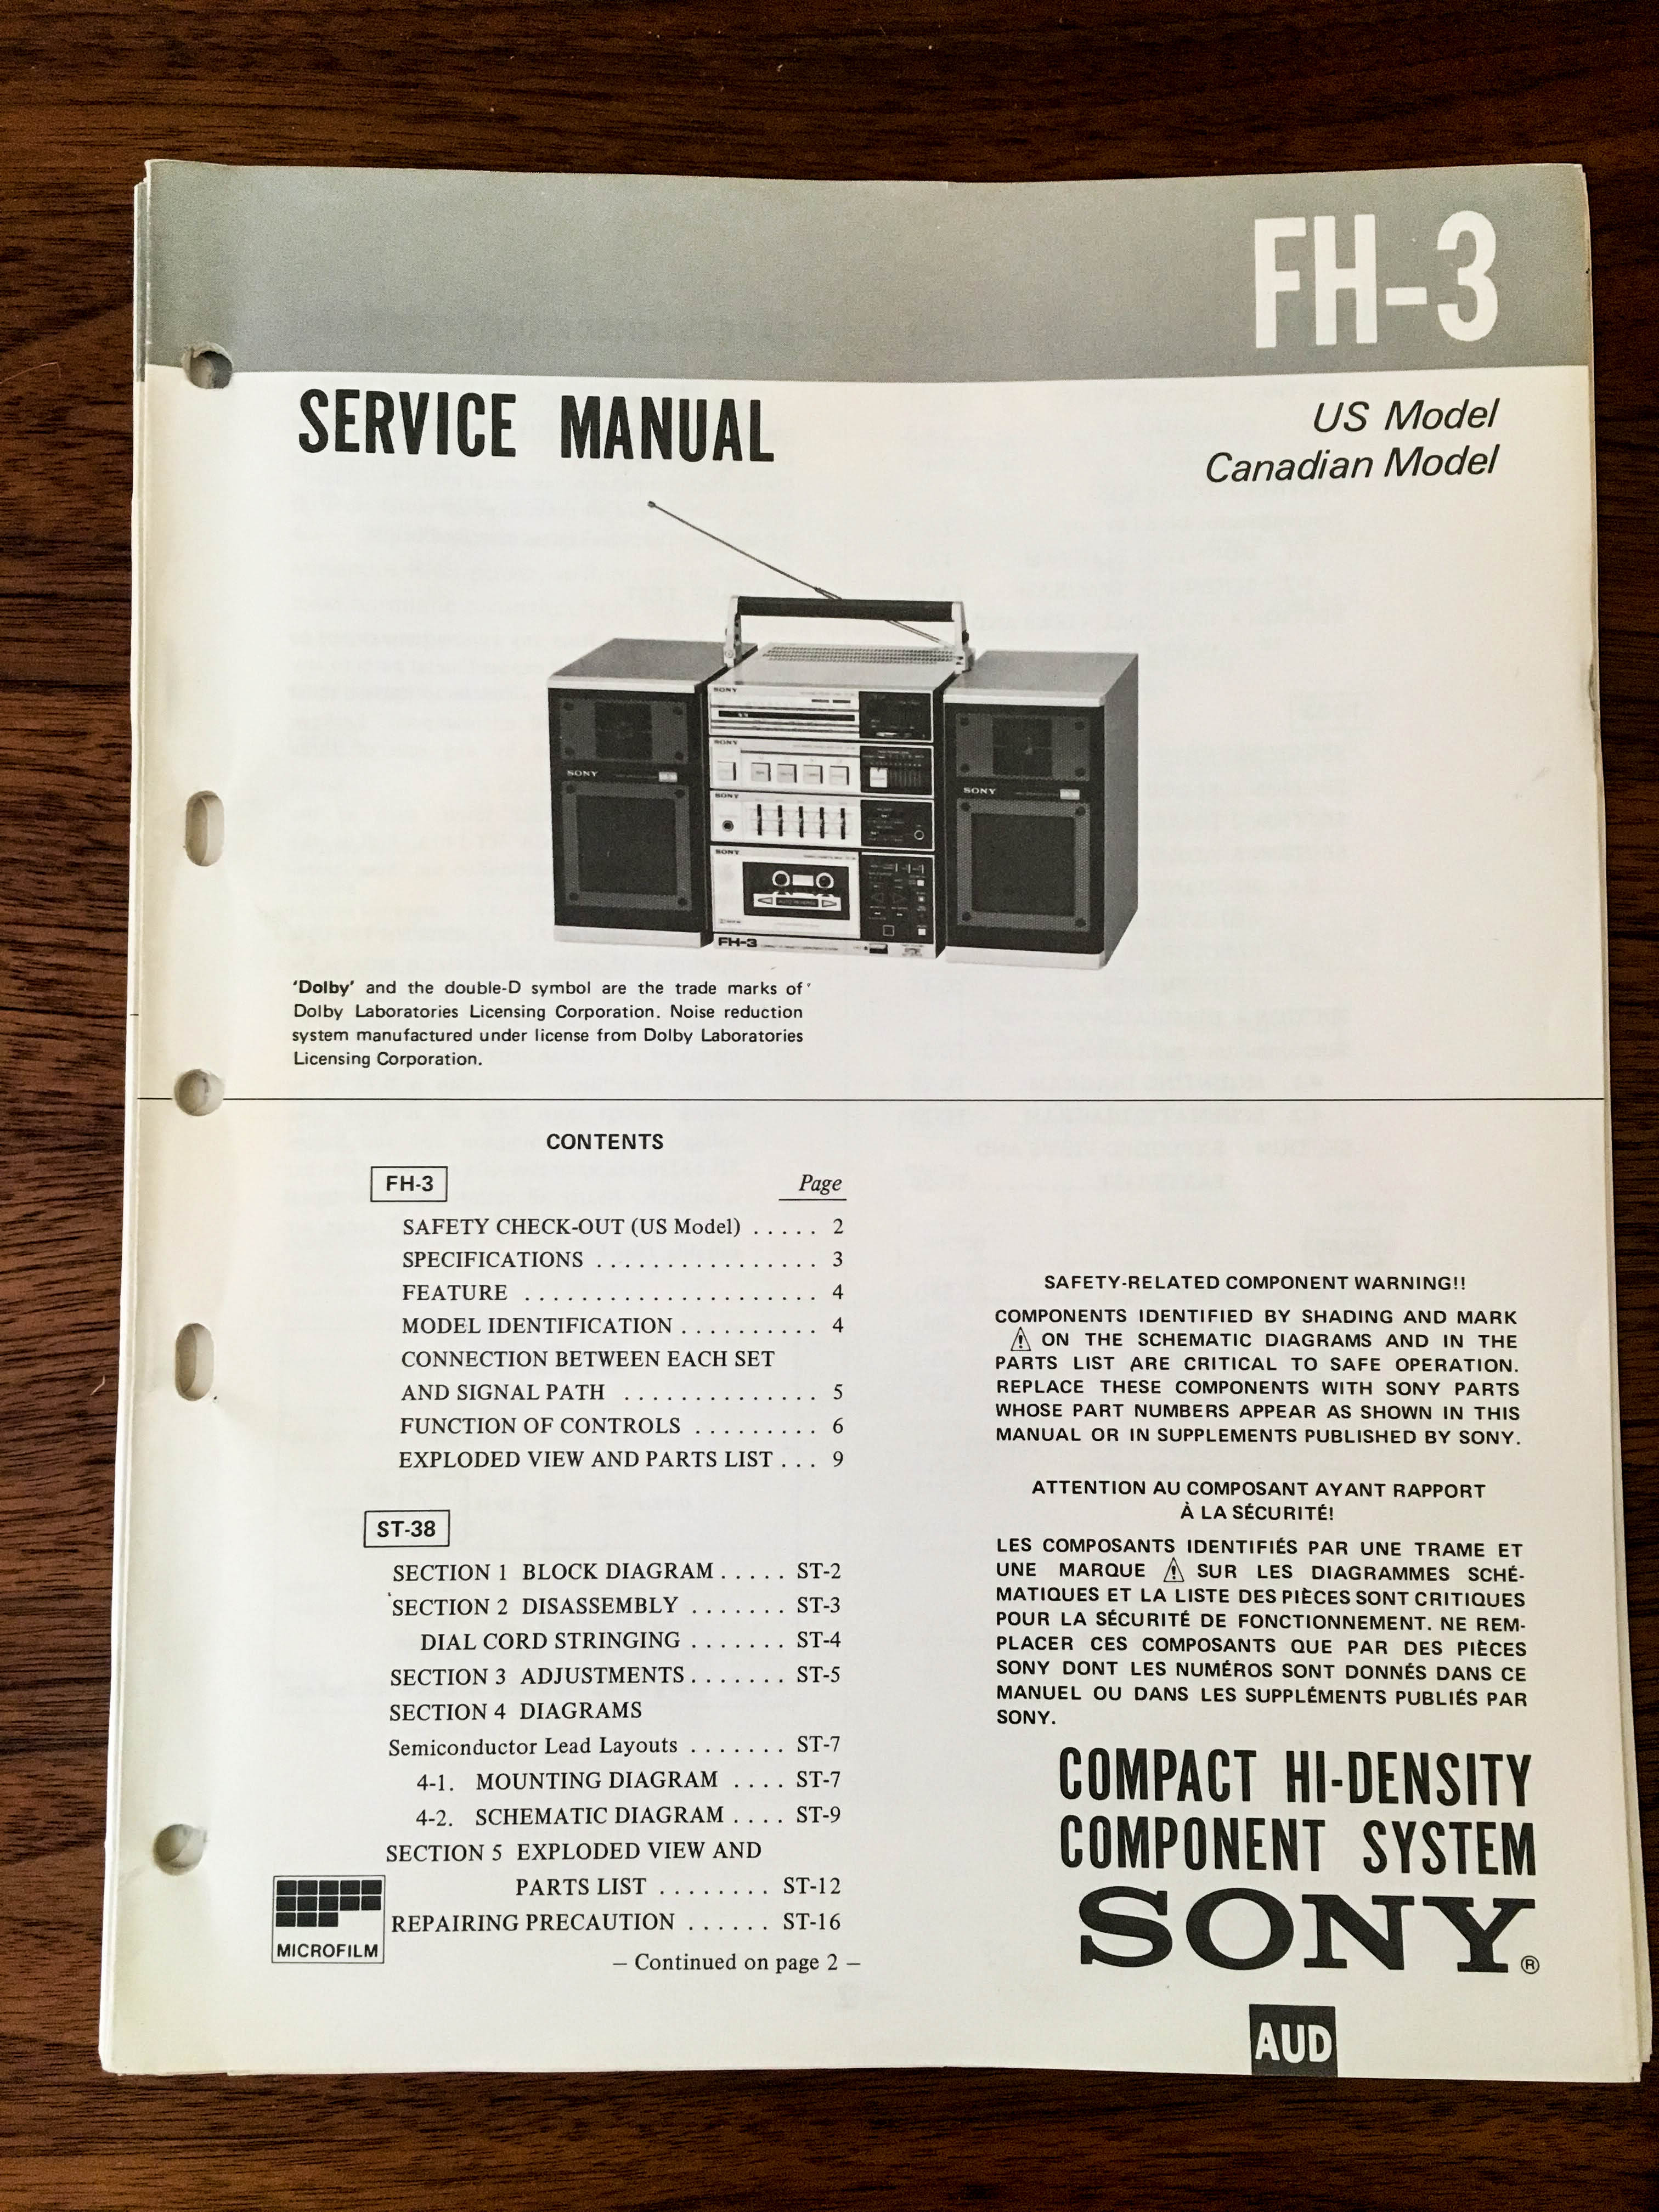 FH-3
SERVICE MANUAL
US Model
Canadian Model
SONY
SONY
SONY
SONY
SONY
SONY
AUTO REVERSE
FH-3
'Dolby' and the double-D symbol are the trade marks of
Dolby Laboratories Licensing Corporation. Noise reduction
system manufactured under license from Dolby Laboratories
Licensing Corporation.
CONTENTS
FH-3
Page
SAFETY CHECK-OUT (US Model) ..... 2
SPECIFICATIONS ................ 3
FEATURE ..................... 4
MODEL IDENTIFICATION .......... 4
CONNECTION BETWEEN EACH SET
AND SIGNAL PATH .............. 5
FUNCTION OF CONTROLS ......... 6
EXPLODED VIEW AND PARTS LIST ... 9
ST-38
SECTION 1 BLOCK DIAGRAM ..... ST-2
SECTION 2 DISASSEMBLY ....... ST-3
DIAL CORD STRINGING ....... ST-4
SECTION 3 ADJUSTMENTS ....... ST-5
SECTION 4 DIAGRAMS
Semiconductor Lead Layouts ....... ST-7
4-1. MOUNTING DIAGRAM .... ST-7
4-2. SCHEMATIC DIAGRAM .... ST-9
SECTION 5 EXPLODED VIEW AND
PARTS LIST ........ ST-12
REPAIRING PRECAUTION ...... ST-16
– Continued on page 2 –
MICROFILM
SAFETY-RELATED COMPONENT WARNING!!
COMPONENTS IDENTIFIED BY SHADING AND MARK
⚠ ON THE SCHEMATIC DIAGRAMS AND IN THE
PARTS LIST ARE CRITICAL TO SAFE OPERATION.
REPLACE THESE COMPONENTS WITH SONY PARTS
WHOSE PART NUMBERS APPEAR AS SHOWN IN THIS
MANUAL OR IN SUPPLEMENTS PUBLISHED BY SONY.
ATTENTION AU COMPOSANT AYANT RAPPORT
À LA SÉCURITÉ!
LES COMPOSANTS IDENTIFIÉS PAR UNE TRAME ET
UNE MARQUE ⚠ SUR LES DIAGRAMMES SCHÉ-
MATIQUES ET LA LISTE DES PIÈCES SONT CRITIQUES
POUR LA SÉCURITÉ DE FONCTIONNEMENT. NE REM-
PLACER CES COMPOSANTS QUE PAR DES PIÈCES
SONY DONT LES NUMÉROS SONT DONNÉS DANS CE
MANUEL OU DANS LES SUPPLÉMENTS PUBLIÉS PAR
SONY.
COMPACT HI-DENSITY
COMPONENT SYSTEM
SONY®
AUD